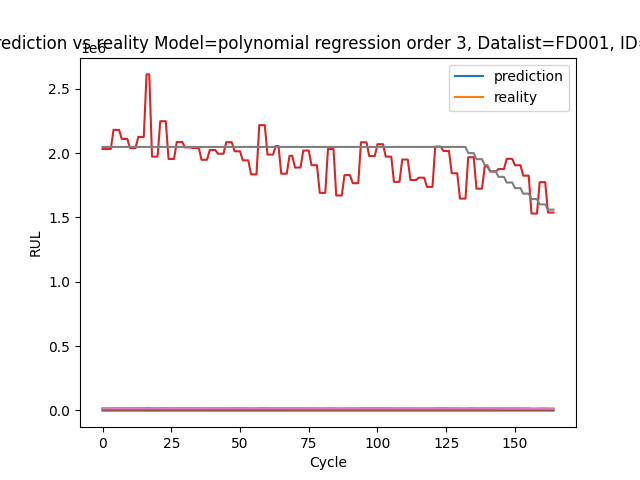 rediction vs reality Model=polynomial regression order 3, Datalist=FD001, ID=
1e6
prediction
reality
2.5
2.0
1.5
1.0
0.5
0.0
RUL
0 25 50 75 100 125 150
Cycle